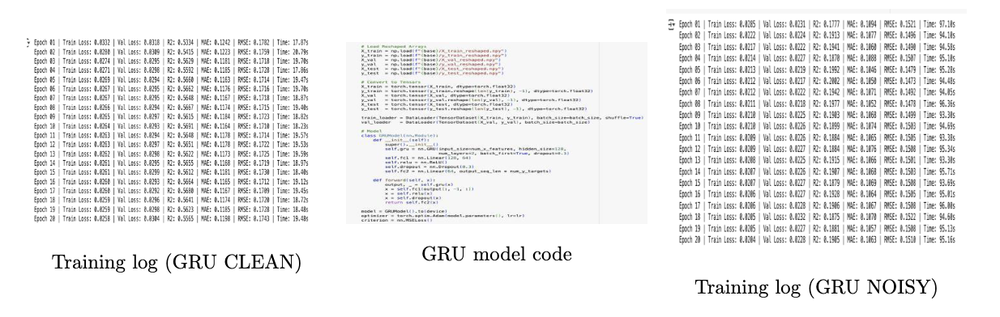 Epoch 01 | Train Loss: 0.0332 | Val Loss: 0.0318 | R2: 0.5334 | MAE: 0.1242 | RMSE: 0.1782 | Time: 17.87s
Epoch 02 | Train Loss: 0.0280 | Val Loss: 0.0309 | R2: 0.5415 | MAE: 0.1223 | RMSE: 0.1759 | Time: 20.79s
Epoch 03 | Train Loss: 0.0274 | Val Loss: 0.0295 | R2: 0.5629 | MAE: 0.1181 | RMSE: 0.1718 | Time: 19.70s
Epoch 04 | Train Loss: 0.0271 | Val Loss: 0.0298 | R2: 0.5592 | MAE: 0.1185 | RMSE: 0.1728 | Time: 17.86s
Epoch 05 | Train Loss: 0.0269 | Val Loss: 0.0294 | R2: 0.5660 | MAE: 0.1163 | RMSE: 0.1714 | Time: 19.47s
Epoch 06 | Train Loss: 0.0267 | Val Loss: 0.0295 | R2: 0.5662 | MAE: 0.1176 | RMSE: 0.1716 | Time: 19.70s
Epoch 07 | Train Loss: 0.0267 | Val Loss: 0.0295 | R2: 0.5648 | MAE: 0.1167 | RMSE: 0.1718 | Time: 18.87s
Epoch 08 | Train Loss: 0.0266 | Val Loss: 0.0294 | R2: 0.5667 | MAE: 0.1174 | RMSE: 0.1715 | Time: 19.40s
Epoch 09 | Train Loss: 0.0265 | Val Loss: 0.0297 | R2: 0.5615 | MAE: 0.1184 | RMSE: 0.1723 | Time: 18.82s
Epoch 10 | Train Loss: 0.0264 | Val Loss: 0.0293 | R2: 0.5691 | MAE: 0.1164 | RMSE: 0.1710 | Time: 18.23s
Epoch 11 | Train Loss: 0.0263 | Val Loss: 0.0294 | R2: 0.5648 | MAE: 0.1178 | RMSE: 0.1714 | Time: 19.57s
Epoch 12 | Train Loss: 0.0263 | Val Loss: 0.0297 | R2: 0.5651 | MAE: 0.1178 | RMSE: 0.1722 | Time: 19.53s
Epoch 13 | Train Loss: 0.0262 | Val Loss: 0.0298 | R2: 0.5622 | MAE: 0.1173 | RMSE: 0.1725 | Time: 19.59s
Epoch 14 | Train Loss: 0.0261 | Val Loss: 0.0295 | R2: 0.5655 | MAE: 0.1168 | RMSE: 0.1719 | Time: 18.97s
Epoch 15 | Train Loss: 0.0261 | Val Loss: 0.0299 | R2: 0.5612 | MAE: 0.1181 | RMSE: 0.1730 | Time: 18.40s
Epoch 16 | Train Loss: 0.0260 | Val Loss: 0.0293 | R2: 0.5664 | MAE: 0.1165 | RMSE: 0.1712 | Time: 19.12s
Epoch 17 | Train Loss: 0.0260 | Val Loss: 0.0292 | R2: 0.5680 | MAE: 0.1167 | RMSE: 0.1709 | Time: 19.45s
Epoch 18 | Train Loss: 0.0259 | Val Loss: 0.0296 | R2: 0.5641 | MAE: 0.1174 | RMSE: 0.1720 | Time: 18.72s
Epoch 19 | Train Loss: 0.0259 | Val Loss: 0.0298 | R2: 0.5623 | MAE: 0.1185 | RMSE: 0.1728 | Time: 18.48s
Epoch 20 | Train Loss: 0.0258 | Val Loss: 0.0304 | R2: 0.5565 | MAE: 0.1198 | RMSE: 0.1743 | Time: 19.48s
Training log (GRU CLEAN)
# Load Reshaped Arrays
X_train = np.load(f"{base}/X_train_reshaped.npy")
y_train = np.load(f"{base}/y_train_reshaped.npy")
X_val = np.load(f"{base}/X_val_reshaped.npy")
y_val = np.load(f"{base}/y_val_reshaped.npy")
X_test = np.load(f"{base}/X_test_reshaped.npy")
y_test = np.load(f"{base}/y_test_reshaped.npy")
# Convert to Tensors
X_train = torch.tensor(X_train, dtype=torch.float32)
y_train = torch.tensor(y_train.reshape(len(y_train), -1), dtype=torch.float32)
X_val = torch.tensor(X_val, dtype=torch.float32)
y_val = torch.tensor(y_val.reshape(len(y_val), -1), dtype=torch.float32)
X_test = torch.tensor(X_test, dtype=torch.float32)
y_test = torch.tensor(y_test.reshape(len(y_test), -1), dtype=torch.float32)
train_loader = DataLoader(TensorDataset(X_train, y_train), batch_size=batch_size, shuffle=True)
val_loader = DataLoader(TensorDataset(X_val, y_val), batch_size=batch_size)
# Model
class GRUModel(nn.Module):
def __init__(self):
super().__init__()
self.gru = nn.GRU(input_size=num_x_features, hidden_size=128,
num_layers=2, batch_first=True, dropout=0.3)
self.fc1 = nn.Linear(128, 64)
self.relu = nn.ReLU()
self.dropout = nn.Dropout(0.3)
self.fc2 = nn.Linear(64, output_seq_len * num_y_targets)
def forward(self, x):
output, _ = self.gru(x)
x = self.fc1(output[:, -1, :])
x = self.relu(x)
x = self.dropout(x)
return self.fc2(x)
model = GRUModel().to(device)
optimizer = torch.optim.Adam(model.parameters(), lr=lr)
criterion = nn.MSELoss()
GRU model code
Epoch 01 | Train Loss: 0.0285 | Val Loss: 0.0231 | R2: 0.1777 | MAE: 0.1094 | RMSE: 0.1521 | Time: 97.10s
Epoch 02 | Train Loss: 0.0222 | Val Loss: 0.0224 | R2: 0.1913 | MAE: 0.1077 | RMSE: 0.1496 | Time: 94.10s
Epoch 03 | Train Loss: 0.0217 | Val Loss: 0.0222 | R2: 0.1941 | MAE: 0.1060 | RMSE: 0.1490 | Time: 94.58s
Epoch 04 | Train Loss: 0.0214 | Val Loss: 0.0227 | R2: 0.1870 | MAE: 0.1088 | RMSE: 0.1507 | Time: 95.10s
Epoch 05 | Train Loss: 0.0213 | Val Loss: 0.0219 | R2: 0.1992 | MAE: 0.1046 | RMSE: 0.1479 | Time: 95.28s
Epoch 06 | Train Loss: 0.0212 | Val Loss: 0.0217 | R2: 0.2002 | MAE: 0.1050 | RMSE: 0.1473 | Time: 94.48s
Epoch 07 | Train Loss: 0.0212 | Val Loss: 0.0222 | R2: 0.1942 | MAE: 0.1072 | RMSE: 0.1491 | Time: 94.05s
Epoch 08 | Train Loss: 0.0211 | Val Loss: 0.0218 | R2: 0.1977 | MAE: 0.1052 | RMSE: 0.1478 | Time: 96.36s
Epoch 09 | Train Loss: 0.0210 | Val Loss: 0.0225 | R2: 0.1903 | MAE: 0.1068 | RMSE: 0.1499 | Time: 93.38s
Epoch 10 | Train Loss: 0.0210 | Val Loss: 0.0226 | R2: 0.1899 | MAE: 0.1074 | RMSE: 0.1503 | Time: 94.69s
Epoch 11 | Train Loss: 0.0209 | Val Loss: 0.0226 | R2: 0.1884 | MAE: 0.1065 | RMSE: 0.1505 | Time: 93.38s
Epoch 12 | Train Loss: 0.0209 | Val Loss: 0.0227 | R2: 0.1884 | MAE: 0.1076 | RMSE: 0.1508 | Time: 95.34s
Epoch 13 | Train Loss: 0.0208 | Val Loss: 0.0225 | R2: 0.1915 | MAE: 0.1066 | RMSE: 0.1501 | Time: 93.30s
Epoch 14 | Train Loss: 0.0207 | Val Loss: 0.0226 | R2: 0.1907 | MAE: 0.1068 | RMSE: 0.1503 | Time: 95.71s
Epoch 15 | Train Loss: 0.0207 | Val Loss: 0.0227 | R2: 0.1879 | MAE: 0.1069 | RMSE: 0.1508 | Time: 93.69s
Epoch 16 | Train Loss: 0.0206 | Val Loss: 0.0227 | R2: 0.1928 | MAE: 0.1064 | RMSE: 0.1505 | Time: 95.01s
Epoch 17 | Train Loss: 0.0206 | Val Loss: 0.0228 | R2: 0.1906 | MAE: 0.1067 | RMSE: 0.1508 | Time: 96.00s
Epoch 18 | Train Loss: 0.0205 | Val Loss: 0.0232 | R2: 0.1875 | MAE: 0.1070 | RMSE: 0.1522 | Time: 94.60s
Epoch 19 | Train Loss: 0.0205 | Val Loss: 0.0227 | R2: 0.1881 | MAE: 0.1057 | RMSE: 0.1508 | Time: 95.13s
Epoch 20 | Train Loss: 0.0204 | Val Loss: 0.0228 | R2: 0.1905 | MAE: 0.1063 | RMSE: 0.1510 | Time: 95.16s
Training log (GRU NOISY)